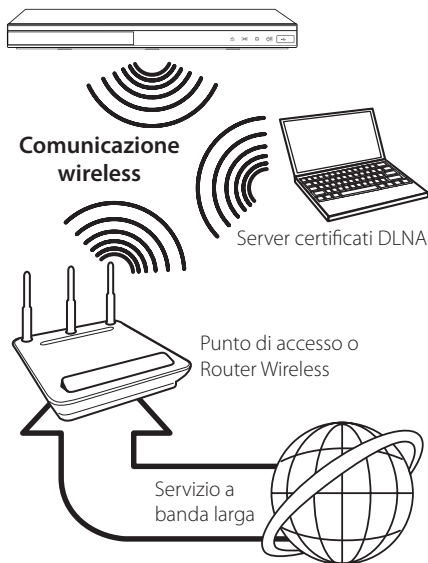 Comunicazione
wireless
Server certificati DLNA
Punto di accesso o
Router Wireless
Servizio a
banda larga